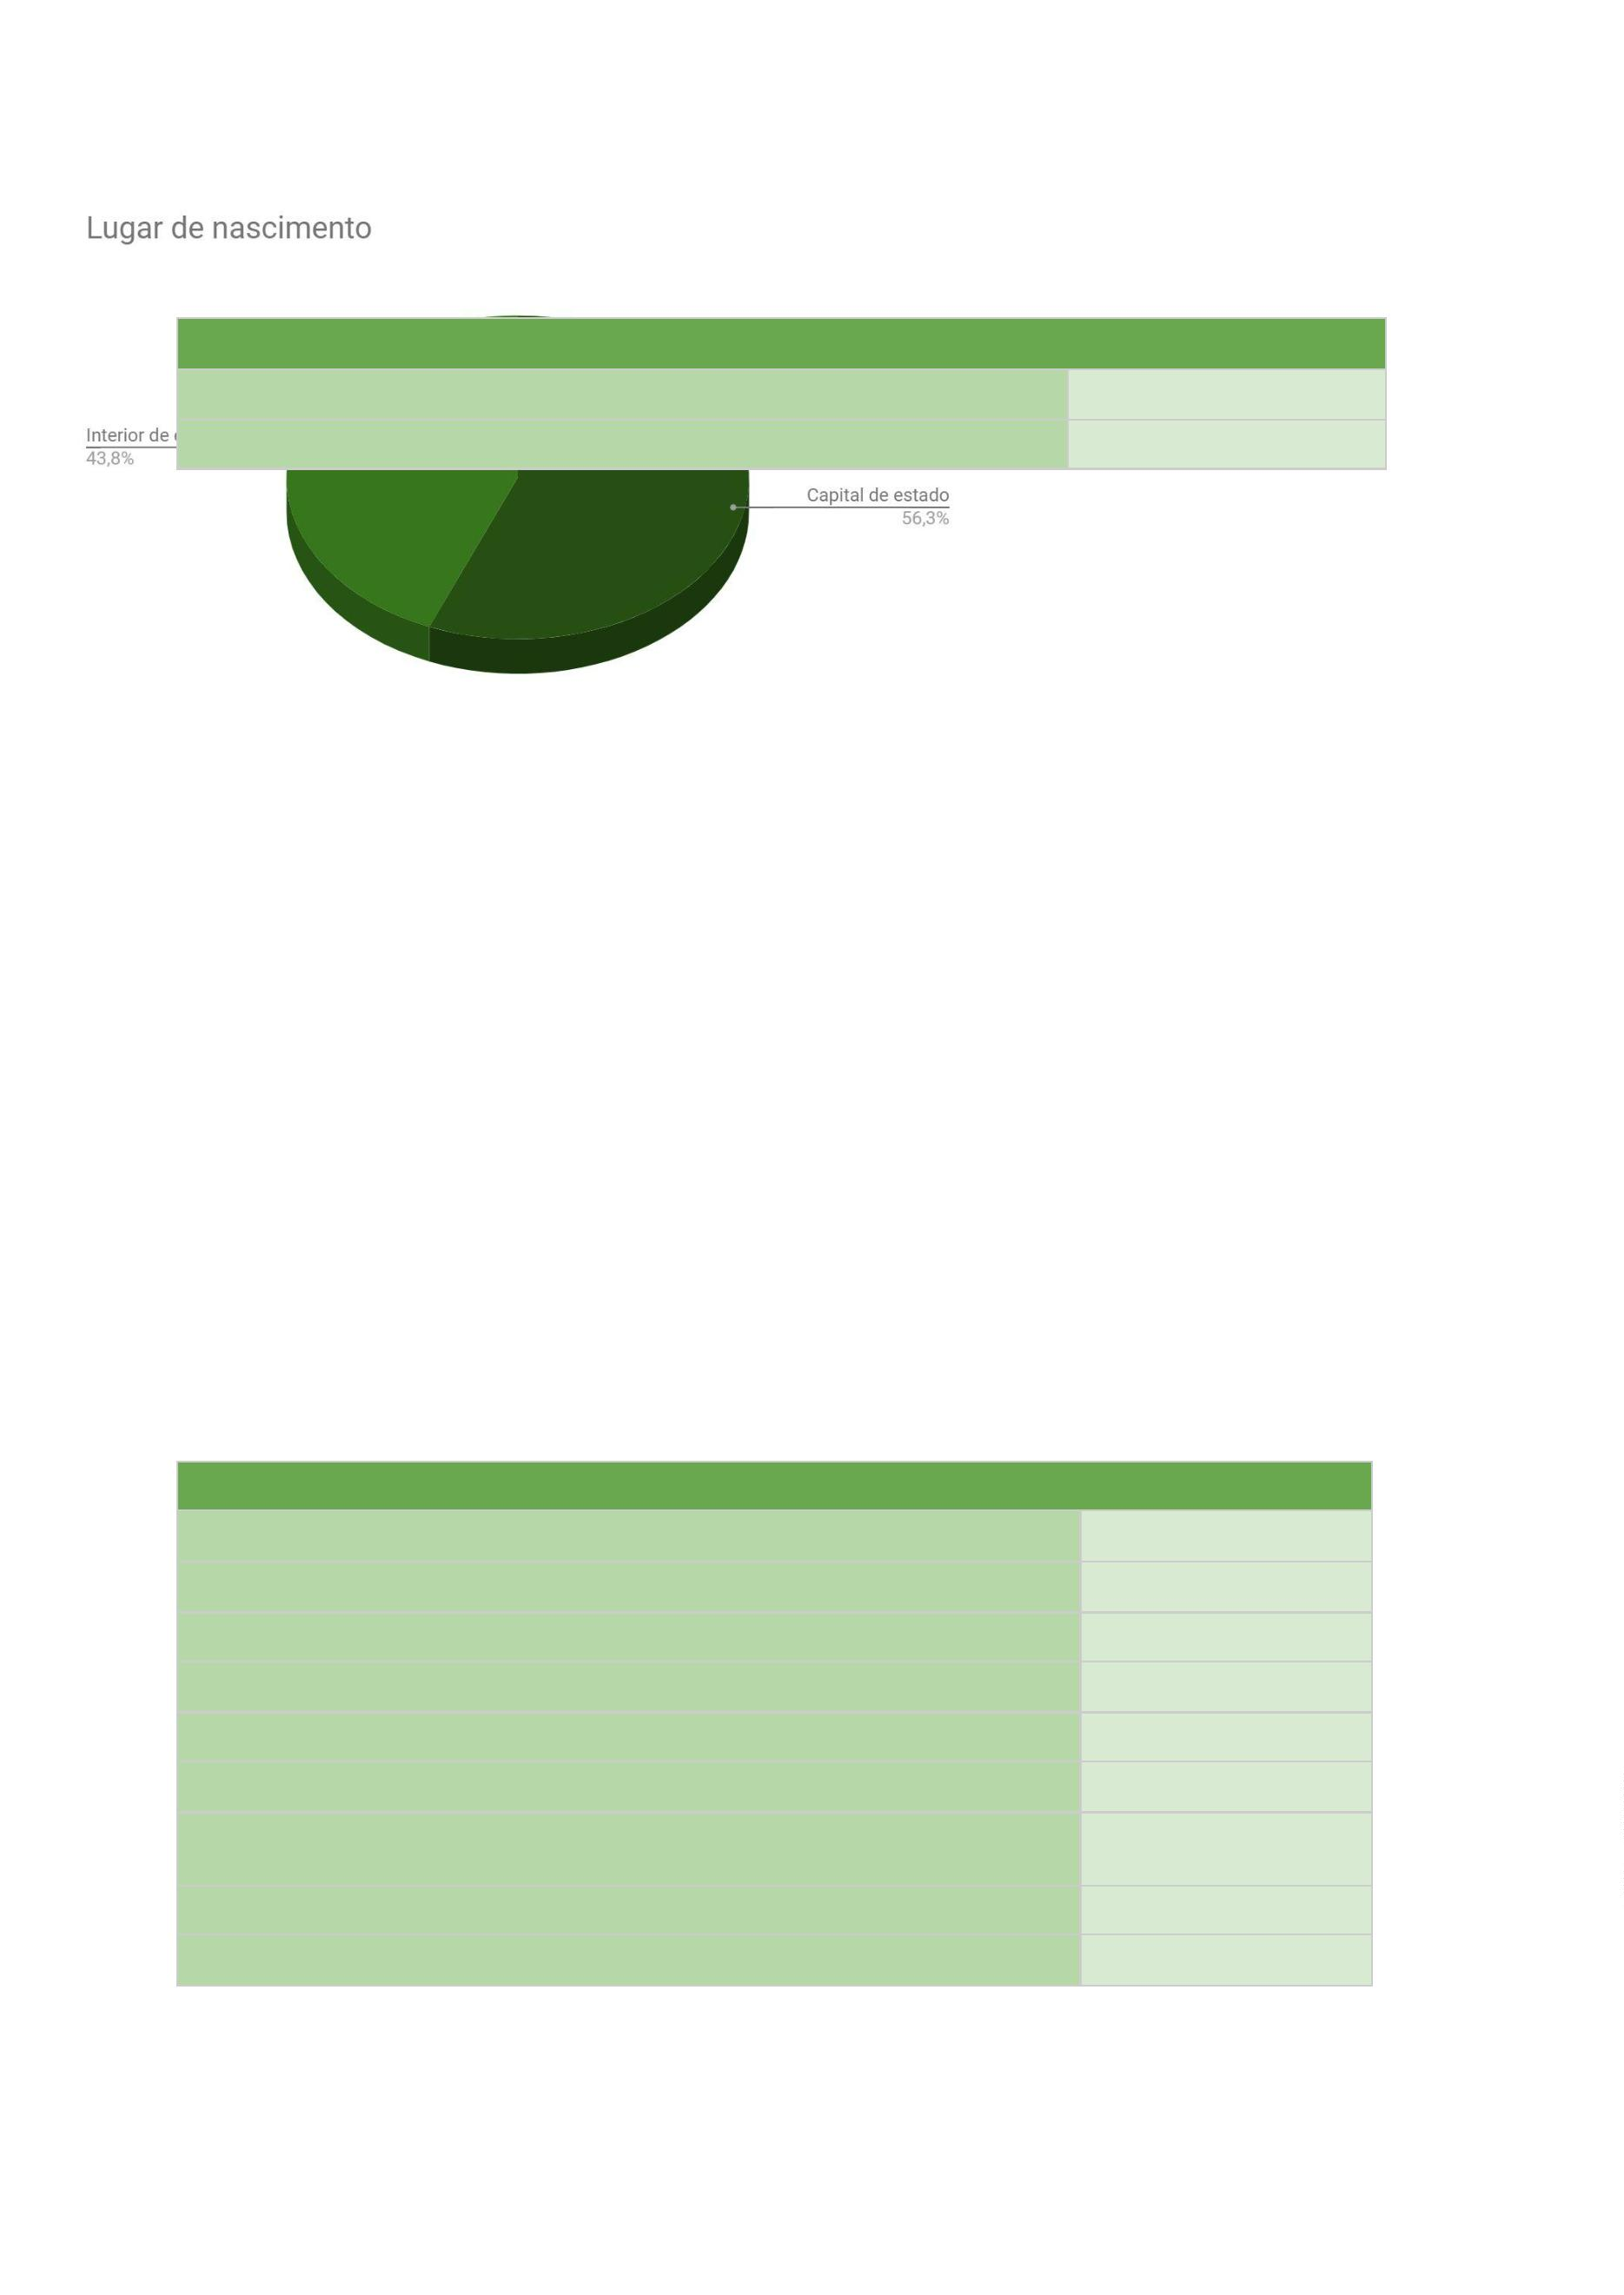 Lugar de nascimento
Interior de
43,8%
Capital de estado
56,3%